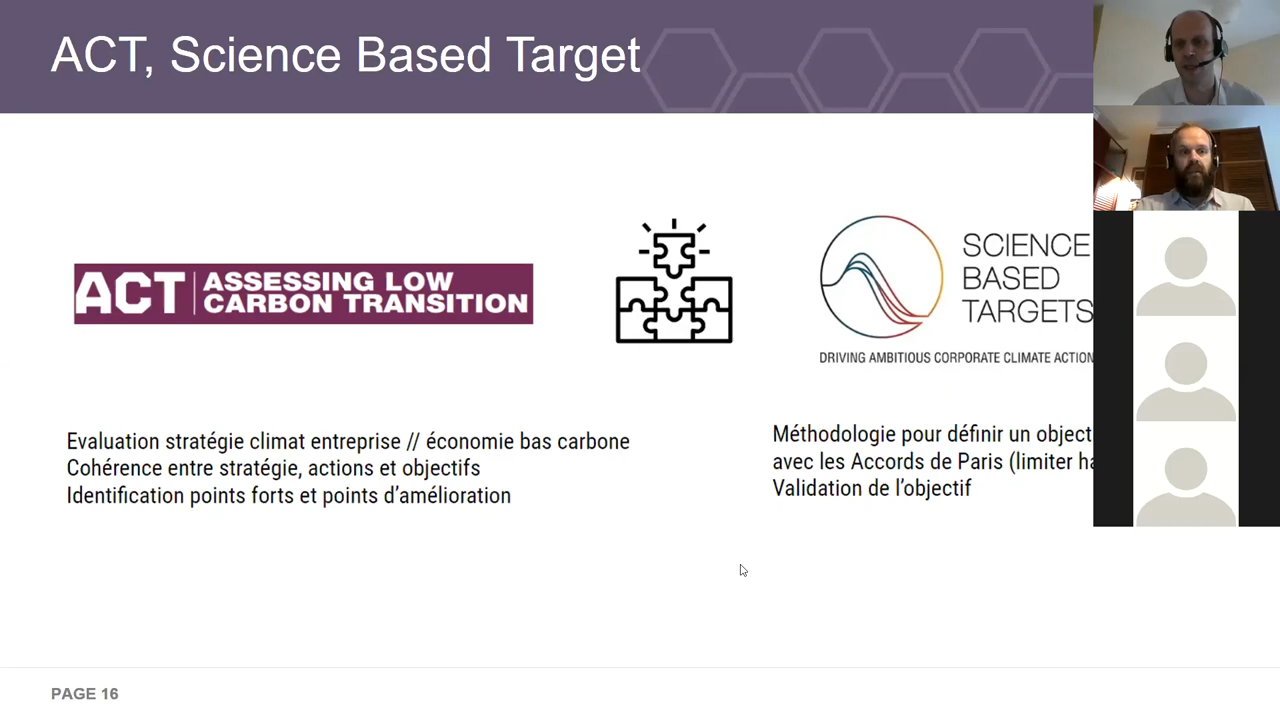 ACT, Science Based Target
ACT | ASSESSING LOW
CARBON TRANSITION
SCIENCE
BASED
TARGETS
DRIVING AMBITIOUS CORPORATE CLIMATE ACTION
Evaluation stratégie climat entreprise // économie bas carbone
Cohérence entre stratégie, actions et objectifs
Identification points forts et points d’amélioration
Méthodologie pour définir un object
avec les Accords de Paris (limiter
Validation de l’objectif
PAGE 16